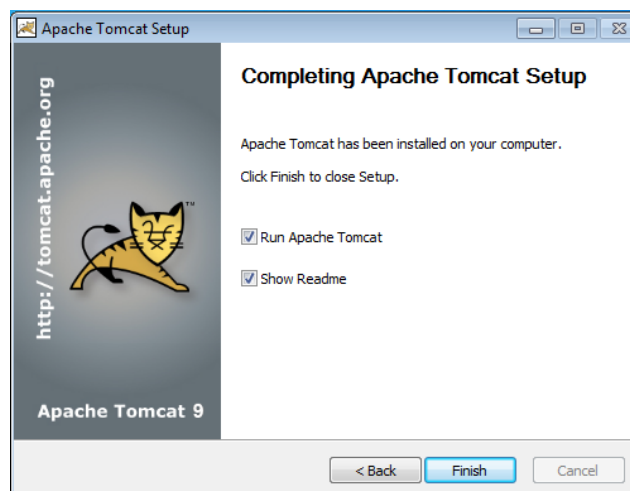 Apache Tomcat Setup
http://tomcat.apache.org
TM
Apache Tomcat 9
Completing Apache Tomcat Setup
Apache Tomcat has been installed on your computer.
Click Finish to close Setup.
Run Apache Tomcat
Show Readme
< Back
Finish
Cancel